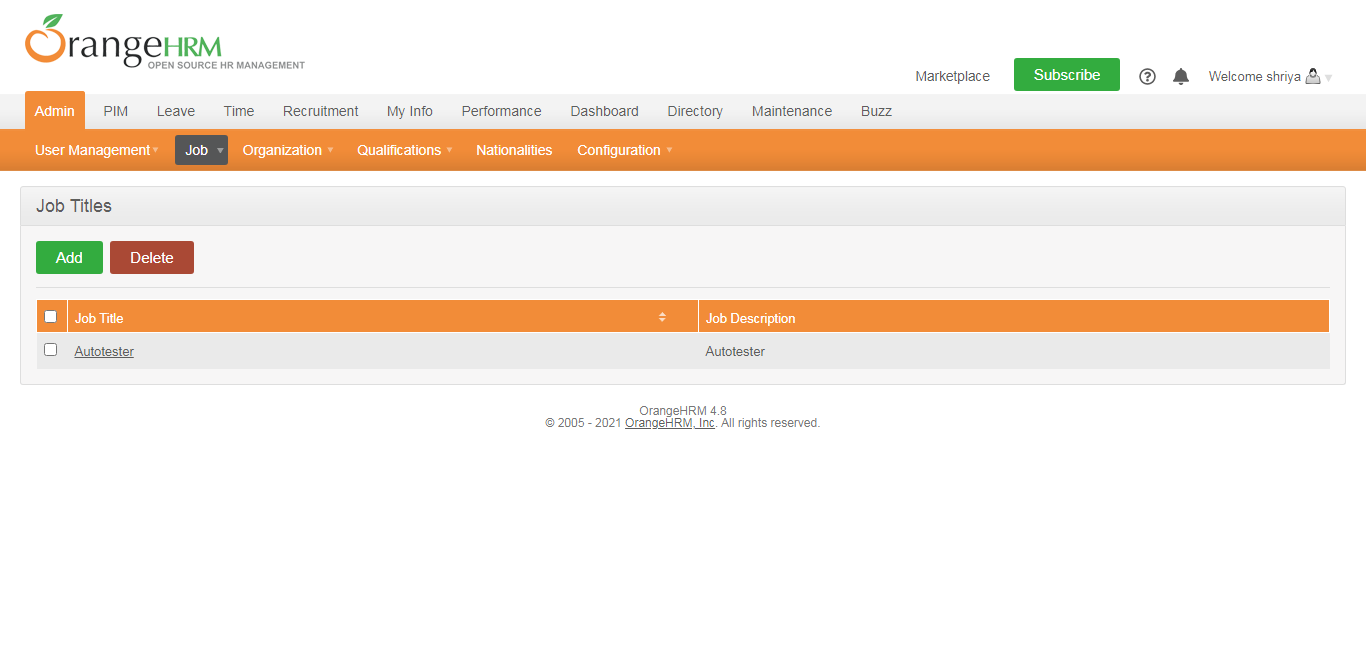 OrangeHRM
OPEN SOURCE HR MANAGEMENT
Marketplace Subscribe Welcome shriya
Admin PIM Leave Time Recruitment My Info Performance Dashboard Directory Maintenance Buzz
User Management Job Organization Qualifications Nationalities Configuration
Job Titles
Add Delete
Job Title Job Description
Autotester Autotester
OrangeHRM 4.8
© 2005 - 2021 OrangeHRM, Inc. All rights reserved.